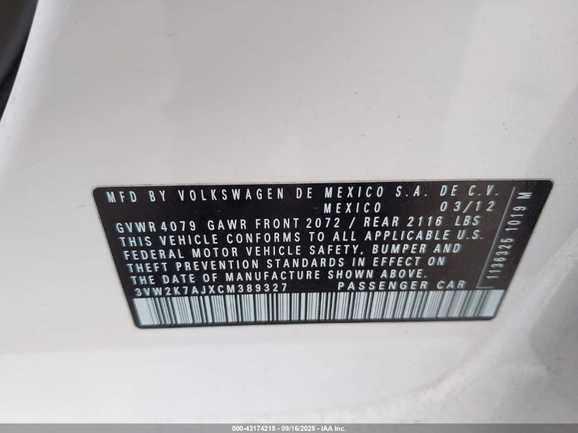 MFD BY VOLKSWAGEN DE MEXICO S.A. DE C.V.
MEXICO 03/12
GVWR 4079 GAWR FRONT 2072 / REAR 2116 LBS
THIS VEHICLE CONFORMS TO ALL APPLICABLE U.S.
FEDERAL MOTOR VEHICLE SAFETY, BUMPER AND
THEFT PREVENTION STANDARDS IN EFFECT ON
THE DATE OF MANUFACTURE SHOWN ABOVE.
3VW2K7AJXCM389327 PASSENGER CAR
1136326 1019 M
000-43174215 - 09/16/2025 - IAA Inc.